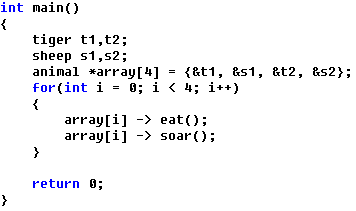 int main()
{
    tiger t1,t2;
    sheep s1,s2;
    animal *array[4] = {&t1, &s1, &t2, &s2};
    for(int i = 0; i < 4; i++)
    {
        array[i] -> eat();
        array[i] -> soar();
    }
    return 0;
}